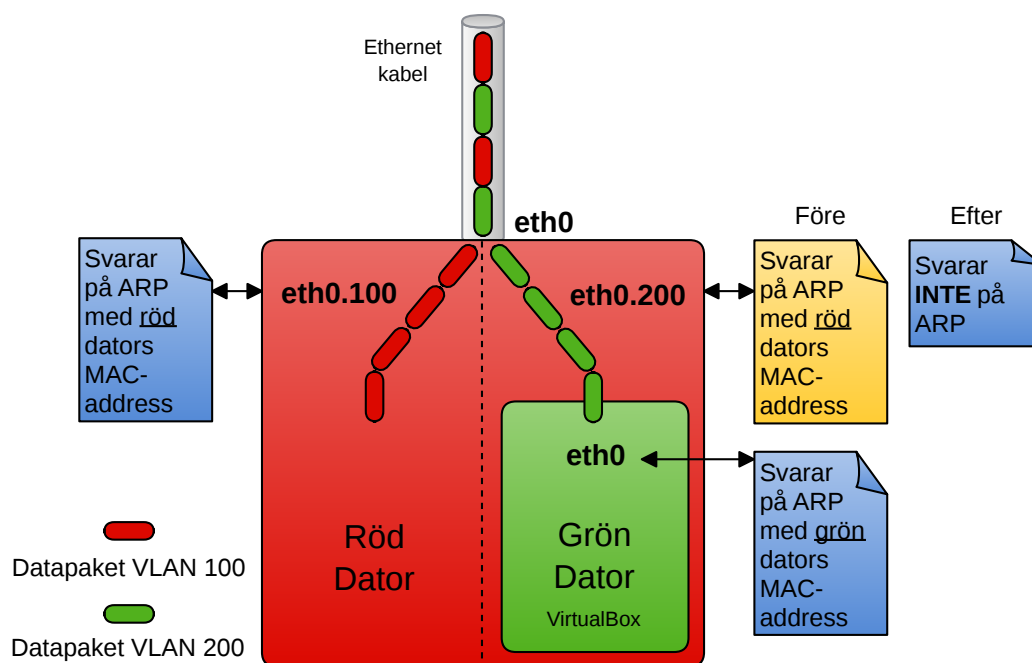 Ethernet
kabel
eth0
Före
Efter
Svarar
på ARP
med röd
dators
MAC-
address
eth0.100
eth0.200
Svarar
på ARP
med röd
dators
MAC-
address
Svarar
INTE på
ARP
eth0
Svarar
på ARP
med grön
dators
MAC-
address
Röd
Dator
Grön
Dator
VirtualBox
Datapaket VLAN 100
Datapaket VLAN 200